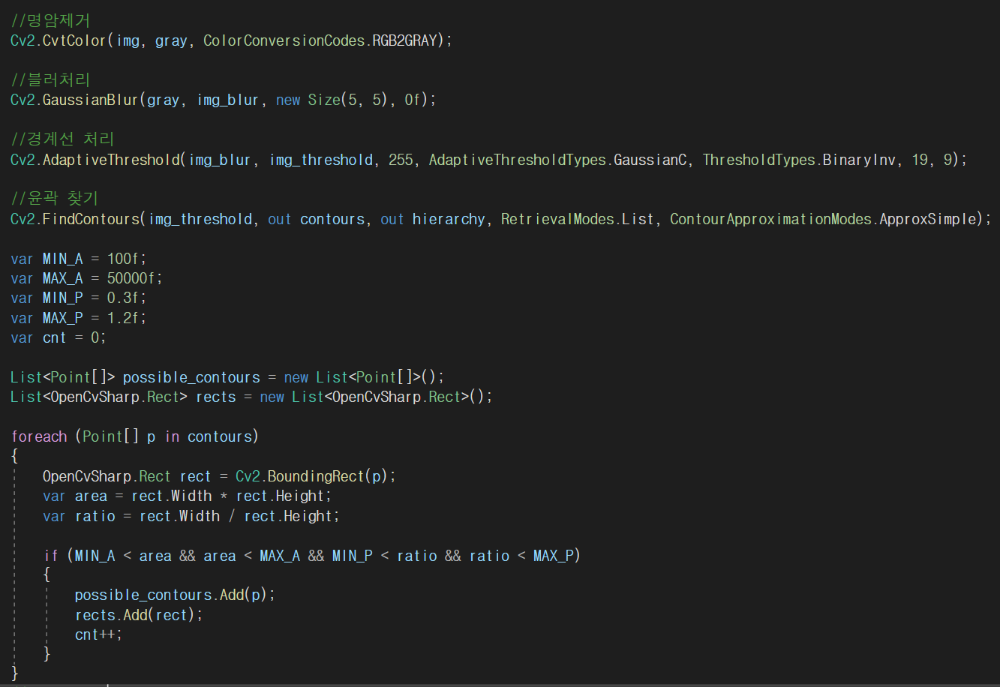 //명암제거
Cv2.CvtColor(img, gray, ColorConversionCodes.RGB2GRAY);
//블러처리
Cv2.GaussianBlur(gray, img_blur, new Size(5, 5), 0f);
//경계선 처리
Cv2.AdaptiveThreshold(img_blur, img_threshold, 255, AdaptiveThresholdTypes.GaussianC, ThresholdTypes.BinaryInv, 19, 9);
//윤곽 찾기
Cv2.FindContours(img_threshold, out contours, out hierarchy, RetrievalModes.List, ContourApproximationModes.ApproxSimple);
var MIN_A = 100f;
var MAX_A = 50000f;
var MIN_P = 0.3f;
var MAX_P = 1.2f;
var cnt = 0;
List<Point[]> possible_contours = new List<Point[]>();
List<OpenCvSharp.Rect> rects = new List<OpenCvSharp.Rect>();
foreach (Point[] p in contours)
{
    OpenCvSharp.Rect rect = Cv2.BoundingRect(p);
    var area = rect.Width * rect.Height;
    var ratio = rect.Width / rect.Height;
    if (MIN_A < area && area < MAX_A && MIN_P < ratio && ratio < MAX_P)
    {
        possible_contours.Add(p);
        rects.Add(rect);
        cnt++;
    }
}